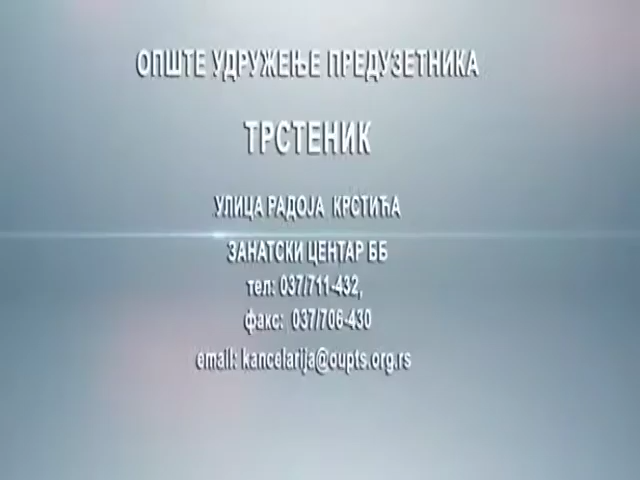 ОПШТЕ УДРУЖЕЊЕ ПРЕДУЗЕТНИКА
ТРСТЕНИК
УЛИЦА РАДОЈА КРСТИЋА
ЗАНАТСКИ ЦЕНТАР ББ
тел: 037/711-432,
факс: 037/706-430
email: kancelarija@oupts.org.rs